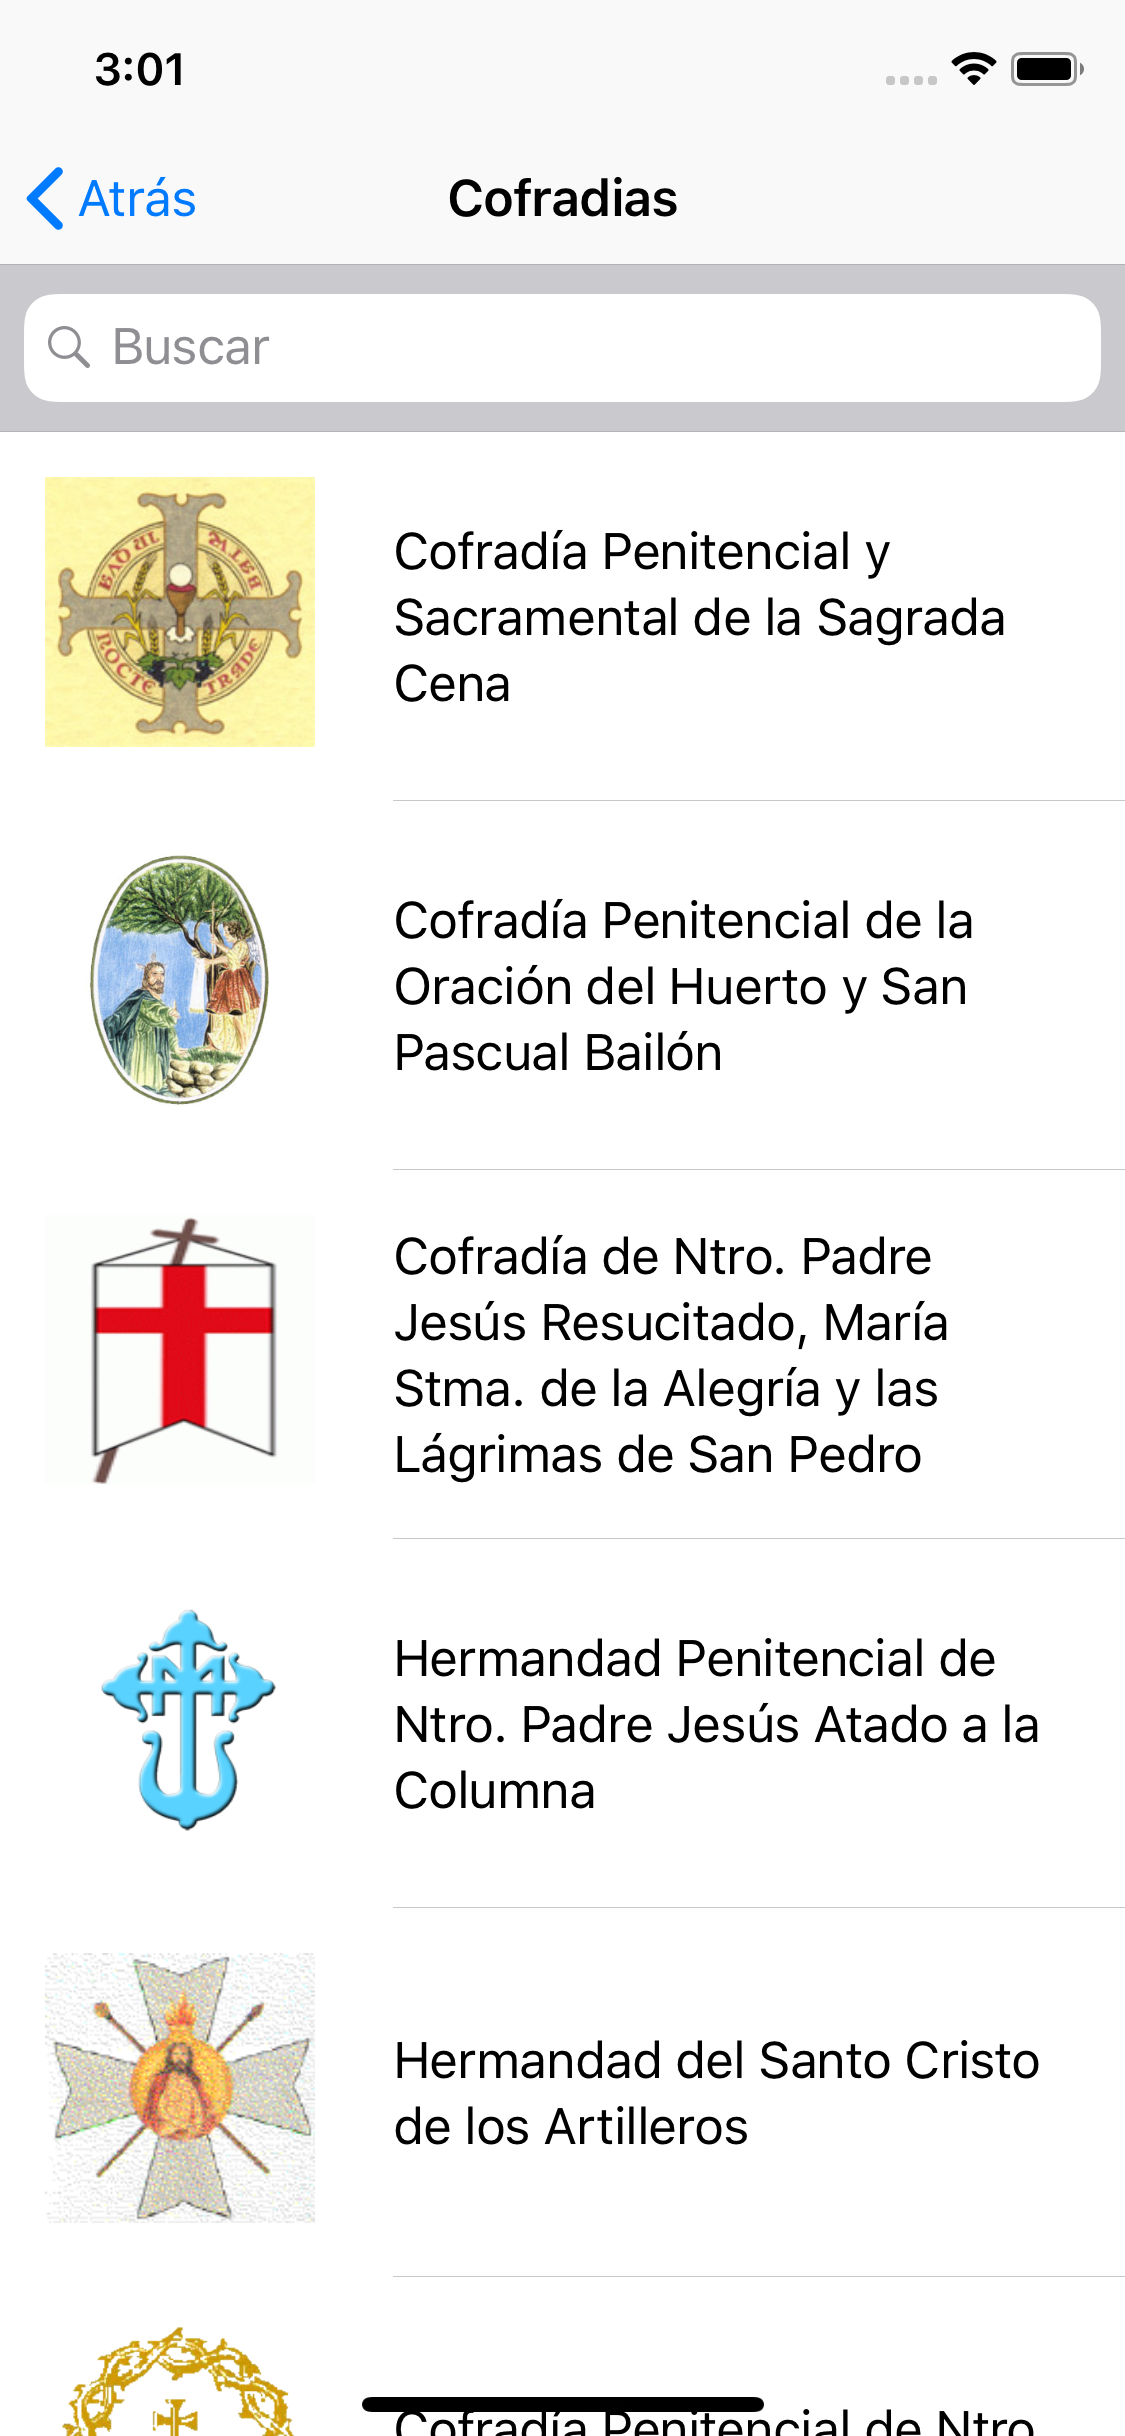 3:01
Atrás
Cofradias
Buscar
Cofradía Penitencial y
Sacramental de la Sagrada
Cena
NOCTE
Cofradía Penitencial de la
Oración del Huerto y San
Pascual Bailón
Cofradía de Ntro. Padre
Jesús Resucitado, María
Stma. de la Alegría y las
Lágrimas de San Pedro
Hermandad Penitencial de
Ntro. Padre Jesús Atado a la
Columna
Hermandad del Santo Cristo
de los Artilleros
Cofradía Penitencial de Ntro